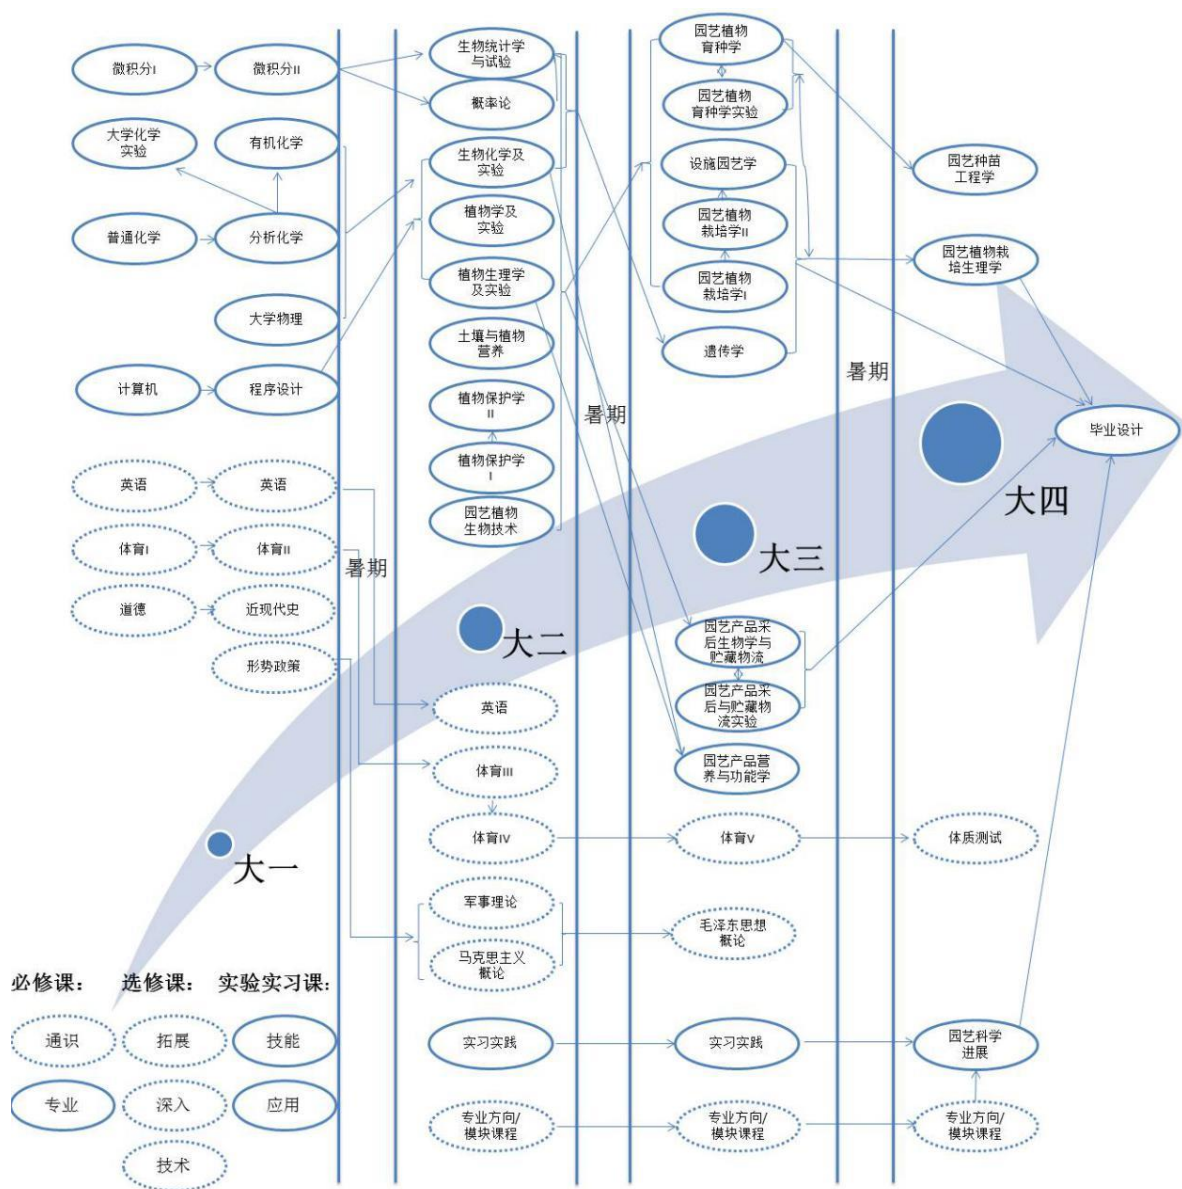 微积分I
微积分II
大学化学
实验
有机化学
普通化学
分析化学
大学物理
计算机
程序设计
英语
英语
体育I
体育II
道德
近现代史
形势政策
暑期
生物统计学
与试验
概率论
生物化学及
实验
植物学及
实验
植物生理学
及实验
土壤与植物
营养
植物保护学
II
植物保护学
I
园艺植物
生物技术
大二
英语
体育III
体育IV
军事理论
马克思主义
概论
实习实践
专业方向/
模块课程
暑期
园艺植物
育种学
园艺植物
育种学实验
设施园艺学
园艺植物
栽培学II
园艺植物
栽培学I
遗传学
大三
园艺产品采
后生物学与
贮藏物流
园艺产品采
后与贮藏物
流实验
园艺产品营
养与功能学
体育V
毛泽东思想
概论
实习实践
专业方向/
模块课程
暑期
园艺种苗
工程学
园艺植物栽
培生理学
毕业设计
大四
体质测试
园艺科学
进展
专业方向/
模块课程
大一
必修课：
选修课：
实验实习课：
通识
拓展
技能
专业
深入
应用
技术